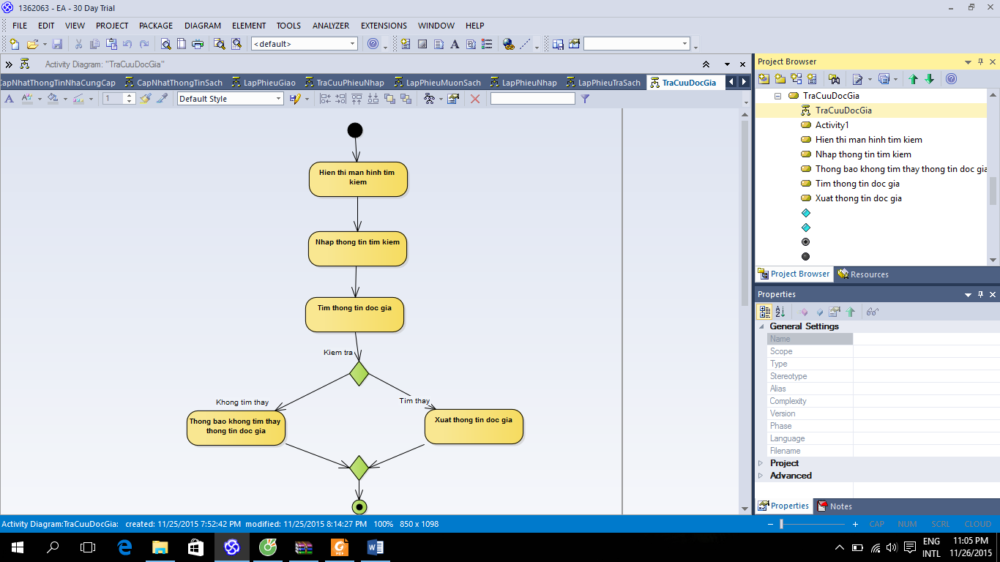 1362063 - EA - 30 Day Trial
FILE EDIT VIEW PROJECT PACKAGE DIAGRAM ELEMENT TOOLS ANALYZER EXTENSIONS WINDOW HELP
<default>
Activity Diagram: "TraCuuDocGia"
CapNhatThongTinNhaCungCap CapNhatThongTinSach LapPhieuGiao TraCuuPhieuNhap LapPhieuMuonSach LapPhieuNhap LapPhieuTraSach TraCuuDocGia
1 Default Style
Hien thi man hinh tim
kiem
Nhap thong tin tim kiem
Tim thong tin doc gia
Kiem tra
Khong tim thay
Tim thay
Thong bao khong tim thay
thong tin doc gia
Xuat thong tin doc gia
Project Browser
TraCuuDocGia
TraCuuDocGia
Activity1
Hien thi man hinh tim kiem
Nhap thong tin tim kiem
Thong bao khong tim thay thong tin doc gia
Tim thong tin doc gia
Xuat thong tin doc gia
Project Browser Resources
Properties
General Settings
Name
Scope
Type
Stereotype
Alias
Complexity
Version
Phase
Language
Filename
Project
Advanced
Properties Notes
Activity Diagram:TraCuuDocGia: created: 11/25/2015 7:52:42 PM modified: 11/25/2015 8:14:27 PM 100% 850 x 1098
CAP NUM SCRL CLOUD
ENG
INTL
11:05 PM
11/26/2015